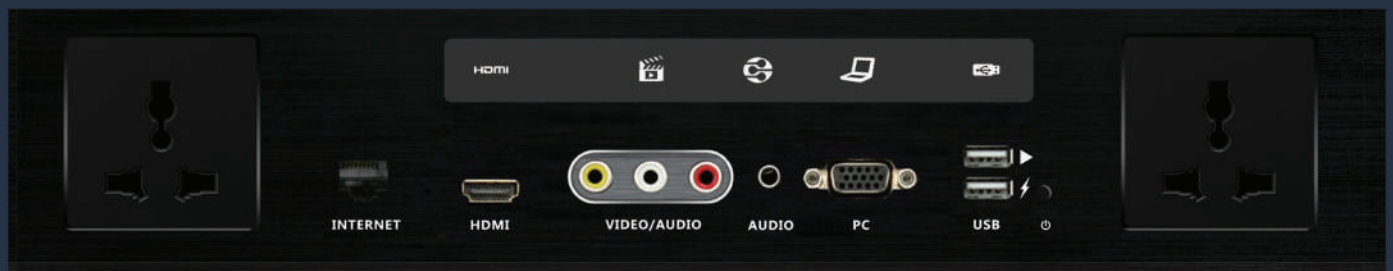 HDMI
INTERNET
HDMI
VIDEO/AUDIO
AUDIO
PC
USB